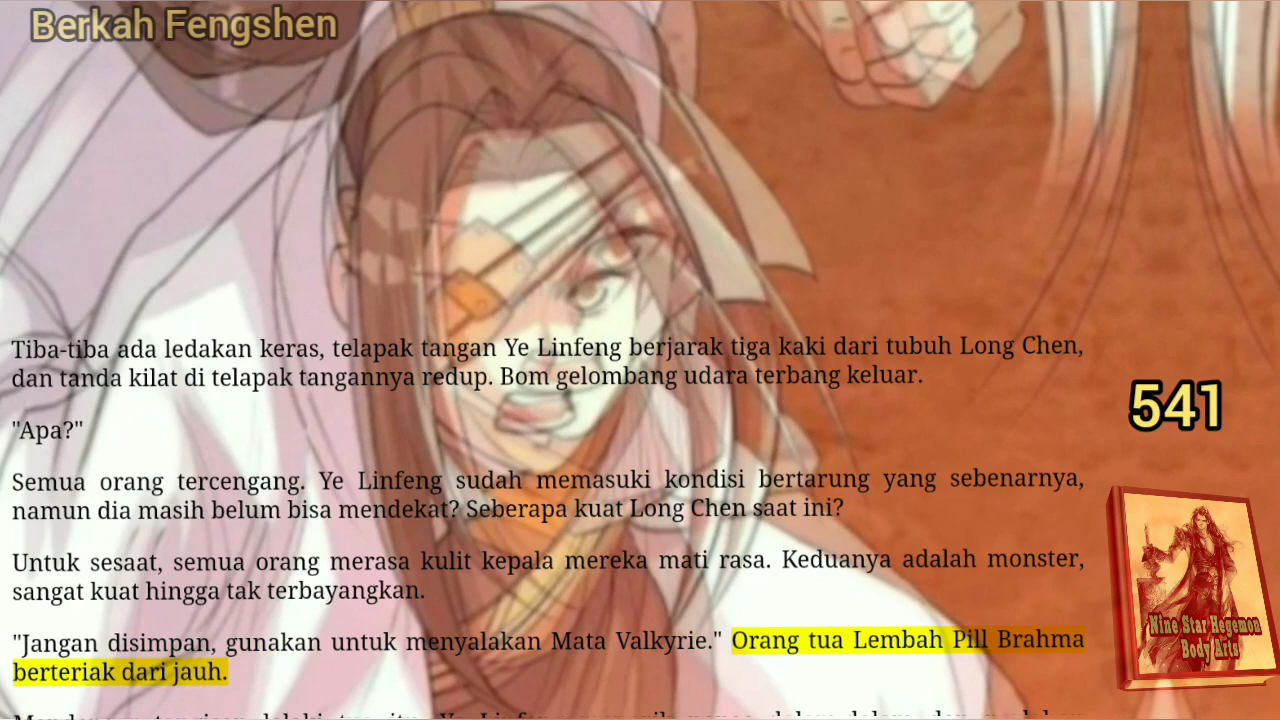 Berkah Fengshen
Tiba-tiba ada ledakan keras, telapak tangan Ye Linfeng berjarak tiga kaki dari tubuh Long Chen,
dan tanda kilat di telapak tangannya redup. Bom gelombang udara terbang keluar.
"Apa?"
Semua orang tercengang. Ye Linfeng sudah memasuki kondisi bertarung yang sebenarnya,
namun dia masih belum bisa mendekat? Seberapa kuat Long Chen saat ini?
Untuk sesaat, semua orang merasa kulit kepala mereka mati rasa. Keduanya adalah monster,
sangat kuat hingga tak terbayangkan.
"Jangan disimpan, gunakan untuk menyalakan Mata Valkyrie." Orang tua Lembah Pill Brahma
berteriak dari jauh.
541
Nine Star Hegemon
Body Arts